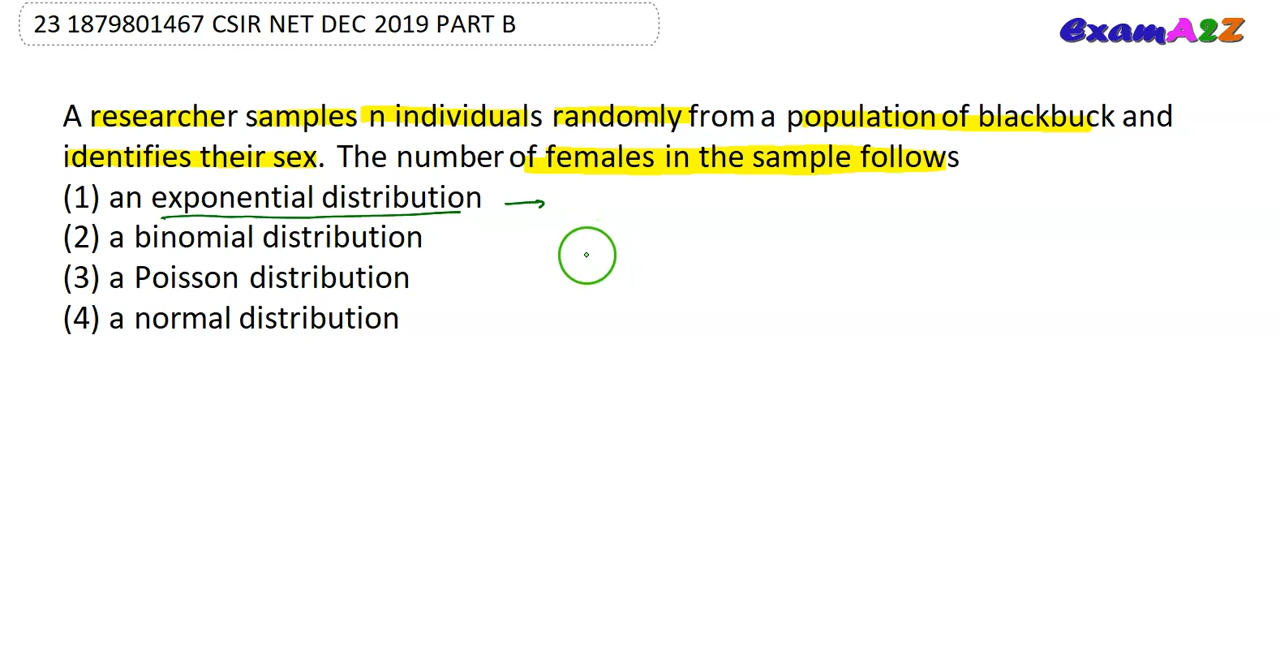 23 1879801467 CSIR NET DEC 2019 PART B
ExamA2Z
A researcher samples n individuals randomly from a population of blackbuck and
identifies their sex. The number of females in the sample follows
(1) an exponential distribution
(2) a binomial distribution
(3) a Poisson distribution
(4) a normal distribution